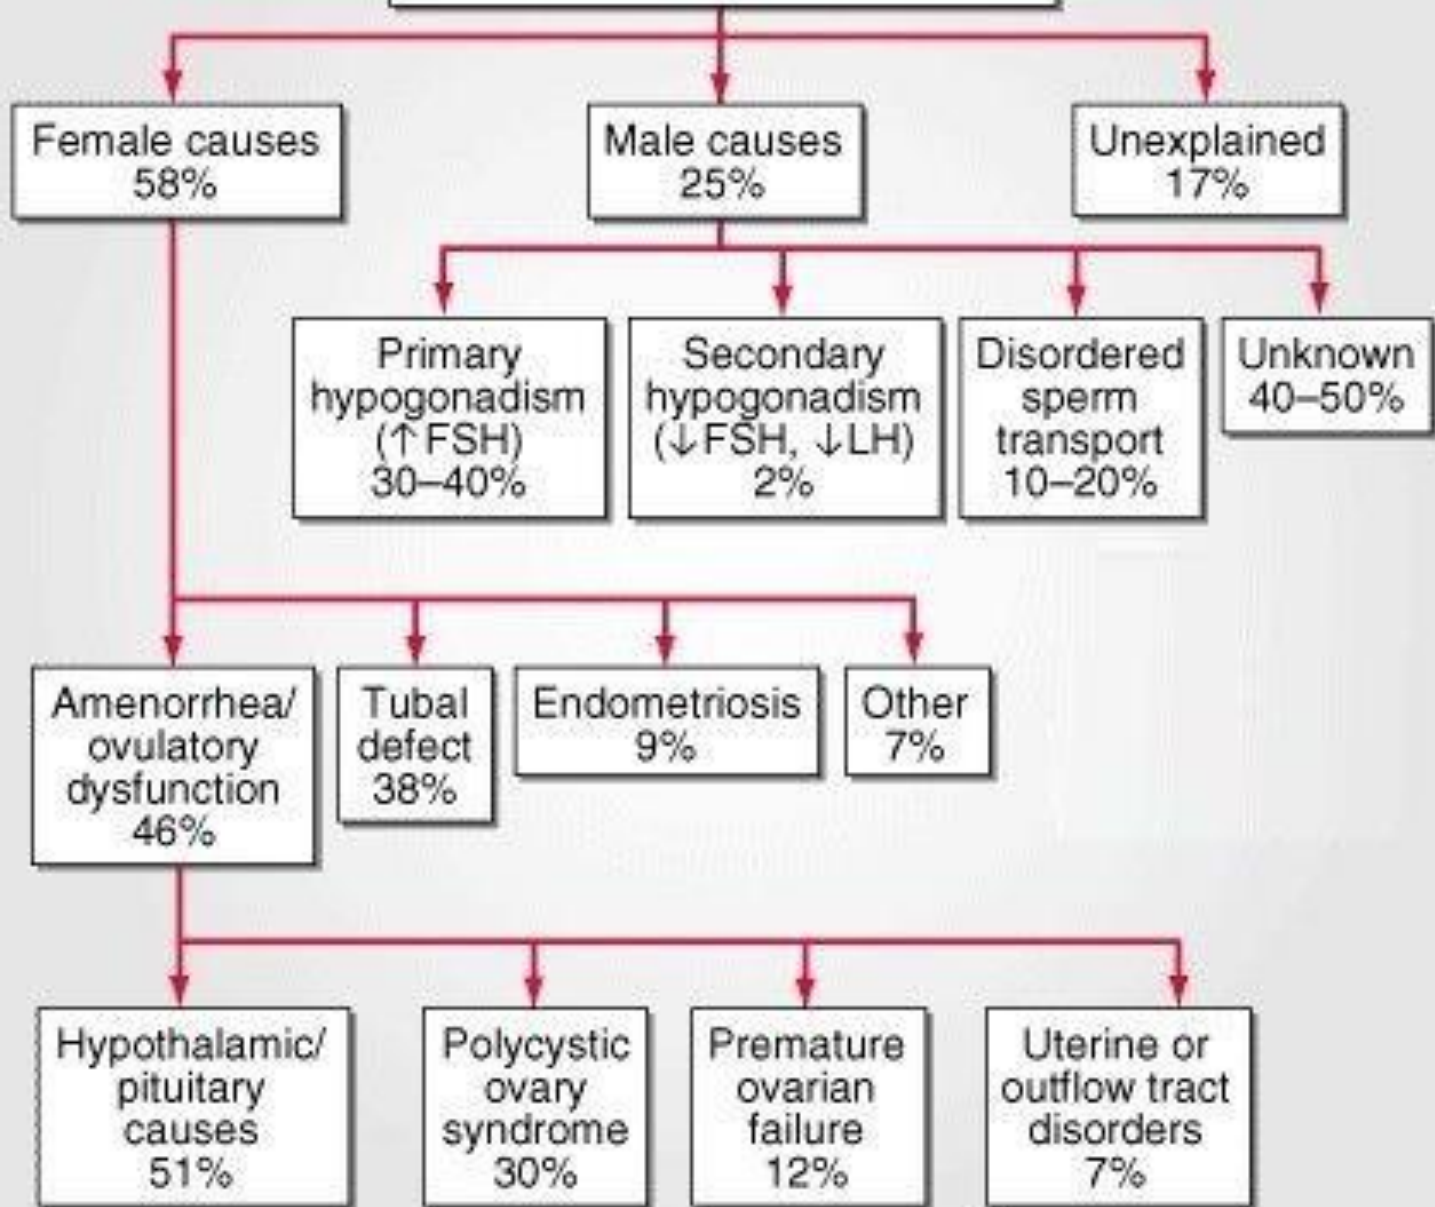 Female causes
58%
Male causes
25%
Unexplained
17%
Primary
hypogonadism
(↑FSH)
30–40%
Secondary
hypogonadism
(↓FSH, ↓LH)
2%
Disordered
sperm
transport
10–20%
Unknown
40–50%
Amenorrhea/
ovulatory
dysfunction
46%
Tubal
defect
38%
Endometriosis
9%
Other
7%
Hypothalamic/
pituitary
causes
51%
Polycystic
ovary
syndrome
30%
Premature
ovarian
failure
12%
Uterine or
outflow tract
disorders
7%